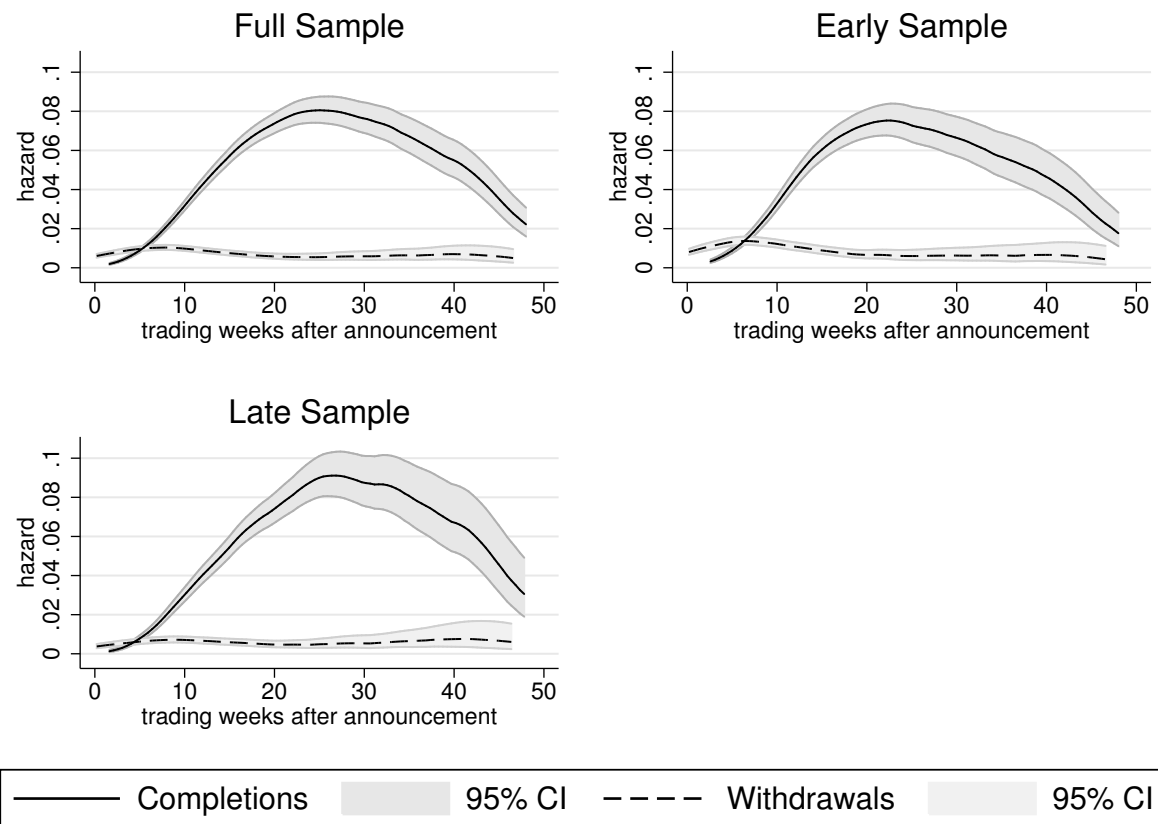 Full Sample
hazard
0 .02 .04 .06 .08 .1
0 10 20 30 40 50
trading weeks after announcement
Early Sample
hazard
0 .02 .04 .06 .08 .1
0 10 20 30 40 50
trading weeks after announcement
Late Sample
hazard
0 .02 .04 .06 .08 .1
0 10 20 30 40 50
trading weeks after announcement
Completions 95% CI Withdrawals 95% CI